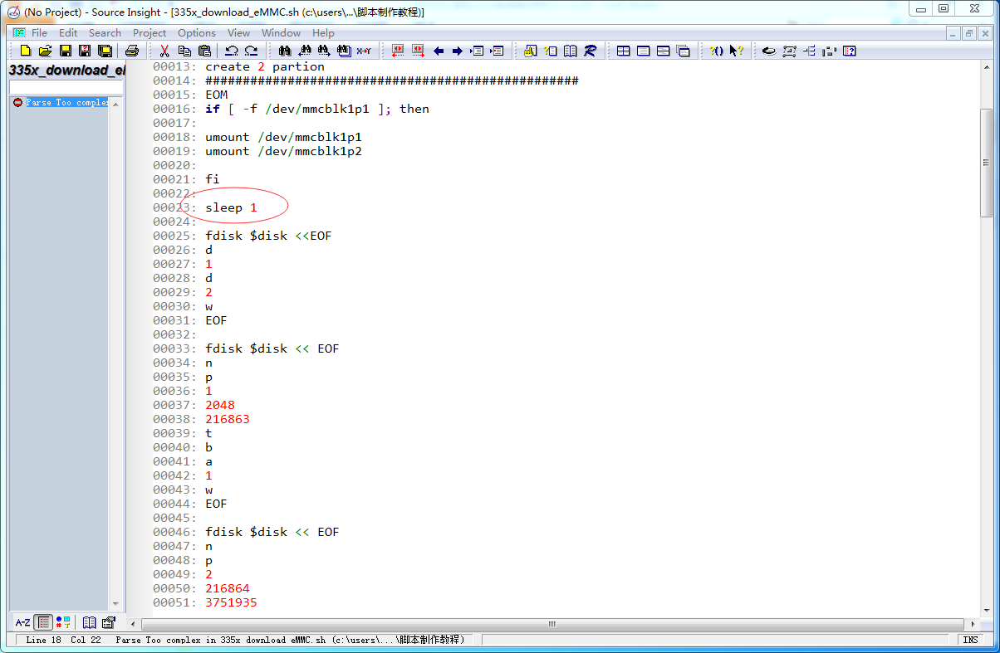 (No Project) - Source Insight - [335x_download_eMMC.sh (c:\users\...\脚本制作教程)]
File Edit Search Project Options View Window Help
335x_download_el
Parse Too complex
00013: create 2 partion
00014: ##################################################
00015: EOM
00016: if [ -f /dev/mmcblk1p1 ]; then
00017:
00018: umount /dev/mmcblk1p1
00019: umount /dev/mmcblk1p2
00020:
00021: fi
00022:
00023: sleep 1
00024:
00025: fdisk $disk <<EOF
00026: d
00027: 1
00028: d
00029: 2
00030: w
00031: EOF
00032:
00033: fdisk $disk << EOF
00034: n
00035: p
00036: 1
00037: 2048
00038: 216863
00039: t
00040: b
00041: a
00042: 1
00043: w
00044: EOF
00045:
00046: fdisk $disk << EOF
00047: n
00048: p
00049: 2
00050: 216864
00051: 3751935
A-Z
Line 18 Col 22 Parse Too complex in 335x_download_eMMC.sh (c:\users\...\脚本制作教程)
INS